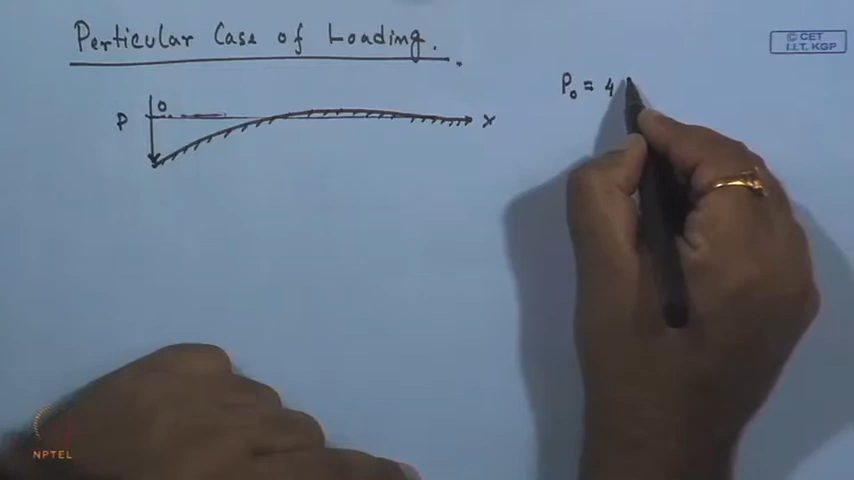 Perticular Case of Loading.
© CET
I.I.T. KGP
P₀ = 4
O
P
X
NPTEL